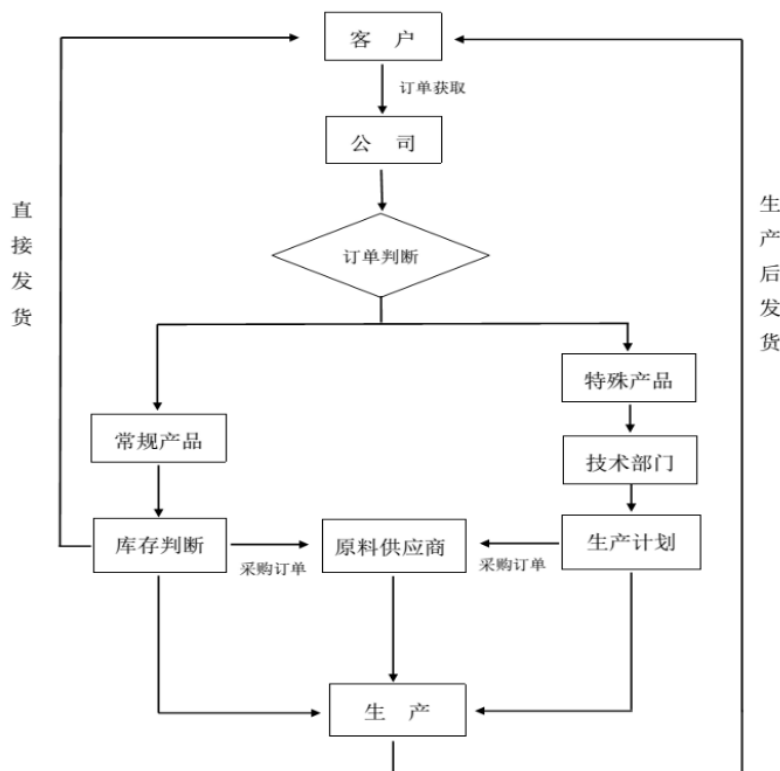 客 户
订单获取
公 司
直接发货
生产后发货
订单判断
特殊产品
常规产品
技术部门
库存判断
采购订单
原料供应商
采购订单
生产计划
生 产